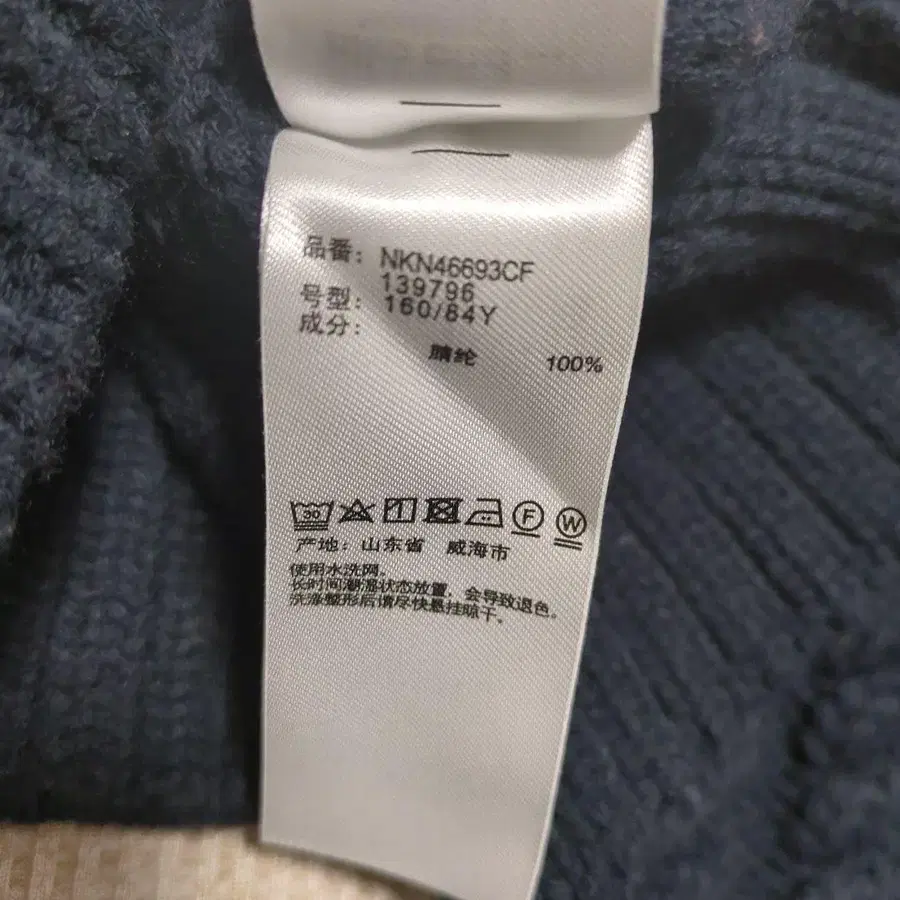 品番: NKN46693CF
139796
号型: 160/84Y
成分:
腈纶 100%
30 F W
产地: 山东省 威海市
使用水洗网。
长时间潮湿状态放置，会导致退色。
洗涤整形后请尽快悬挂晾干。